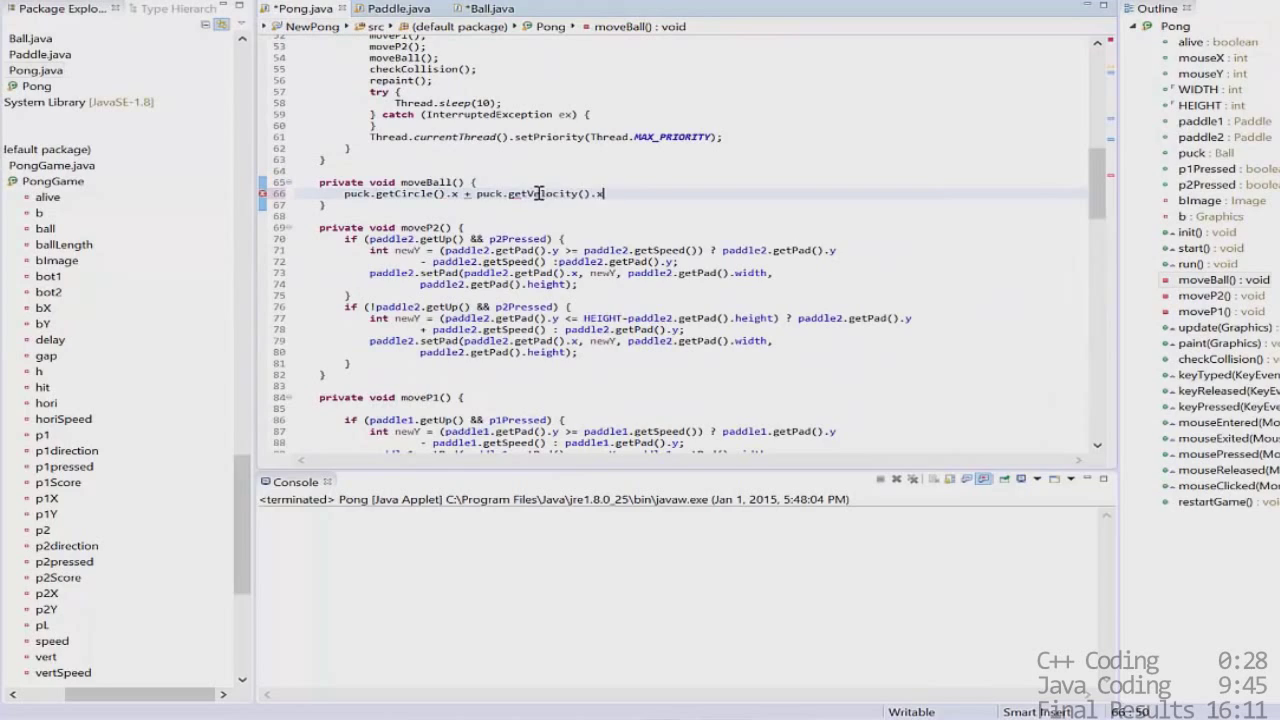 Package Explo...
Type Hierarch
Ball.java
Paddle.java
Pong.java
Pong
System Library [JavaSE-1.8]
default package)
PongGame.java
PongGame
alive
b
ball
ballLength
bImage
bot1
bot2
bX
bY
delay
gap
h
hit
hori
horiSpeed
p1
p1direction
p1pressed
p1Score
p1X
p1Y
p2
p2direction
p2pressed
p2Score
p2X
p2Y
pL
speed
vert
vertSpeed
*Pong.java
Paddle.java
*Ball.java
NewPong src (default package) Pong moveBall() : void
52 moveP1();
53 moveP2();
54 moveBall();
55 checkCollision();
56 repaint();
57 try {
58 Thread.sleep(10);
59 } catch (InterruptedException ex) {
60 }
61 Thread.currentThread().setPriority(Thread.MAX_PRIORITY);
62 }
63 }
64
65 private void moveBall() {
66 puck.getCircle().x + puck.getVelocity().x
67 }
68
69 private void moveP2() {
70 if (paddle2.getUp() && p2Pressed) {
71 int newY = (paddle2.getPad().y >= paddle2.getSpeed()) ? paddle2.getPad().y
72 - paddle2.getSpeed() :paddle2.getPad().y;
73 paddle2.setPad(paddle2.getPad().x, newY, paddle2.getPad().width,
74 paddle2.getPad().height);
75 }
76 if (!paddle2.getUp() && p2Pressed) {
77 int newY = (paddle2.getPad().y <= HEIGHT-paddle2.getPad().height) ? paddle2.getPad().y
78 + paddle2.getSpeed() : paddle2.getPad().y;
79 paddle2.setPad(paddle2.getPad().x, newY, paddle2.getPad().width,
80 paddle2.getPad().height);
81 }
82 }
83
84 private void moveP1() {
85
86 if (paddle1.getUp() && p1Pressed) {
87 int newY = (paddle1.getPad().y >= paddle1.getSpeed()) ? paddle1.getPad().y
88 - paddle1.getSpeed() : paddle1.getPad().y;
Console
<terminated> Pong [Java Applet] C:\Program Files\Java\jre1.8.0_25\bin\javaw.exe (Jan 1, 2015, 5:48:04 PM)
Outline
Pong
alive : boolean
mouseX : int
mouseY : int
WIDTH : int
HEIGHT : int
paddle1 : Paddle
paddle2 : Paddle
puck : Ball
p1Pressed : boolean
p2Pressed : boolean
bImage : Image
b : Graphics
init() : void
start() : void
run() : void
moveBall() : void
moveP2() : void
moveP1() : void
update(Graphics)
paint(Graphics) :
checkCollision() :
keyTyped(KeyEven
keyReleased(KeyE
keyPressed(KeyEv
mouseEntered(Mo
mouseExited(Mou
mousePressed(Mo
mouseReleased(M
mouseClicked(Mo
restartGame() : vo
C++ Coding 0:28
Java Coding 9:45
Final Results 16:11
Writable
Smart Insert
66 : 50